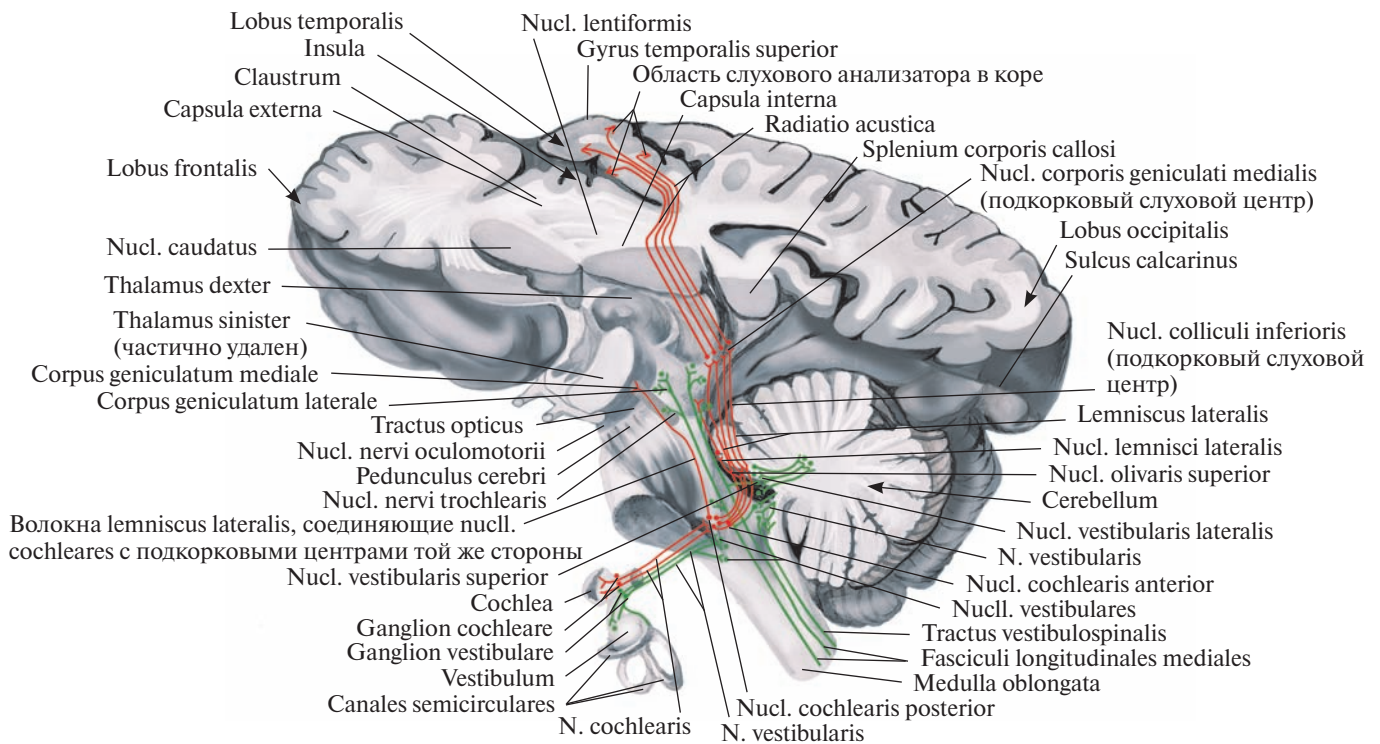 Lobus temporalis
Insula
Claustrum
Capsula externa
Lobus frontalis
Nucl. caudatus
Thalamus dexter
Thalamus sinister
(частично удален)
Corpus geniculatum mediale
Corpus geniculatum laterale
Tractus opticus
Nucl. nervi oculomotorii
Pedunculus cerebri
Nucl. nervi trochlearis
Волокна lemniscus lateralis, соединяющие nucll.
cochleares с подкорковыми центрами той же стороны
Nucl. vestibularis superior
Cochlea
Ganglion cochleare
Ganglion vestibulare
Vestibulum
Canales semicirculares
N. cochlearis
Nucl. lentiformis
Gyrus temporalis superior
Область слухового анализатора в коре
Capsula interna
Radiatio acustica
Splenium corporis callosi
Nucl. corporis geniculati medialis
(подкорковый слуховой центр)
Lobus occipitalis
Sulcus calcarinus
Nucl. colliculi inferioris
(подкорковый слуховой
центр)
Lemniscus lateralis
Nucl. lemnisci lateralis
Nucl. olivaris superior
Cerebellum
Nucl. vestibularis lateralis
N. vestibularis
Nucl. cochlearis anterior
Nucll. vestibulares
Tractus vestibulospinalis
Fasciculi longitudinales mediales
Medulla oblongata
Nucl. cochlearis posterior
N. vestibularis